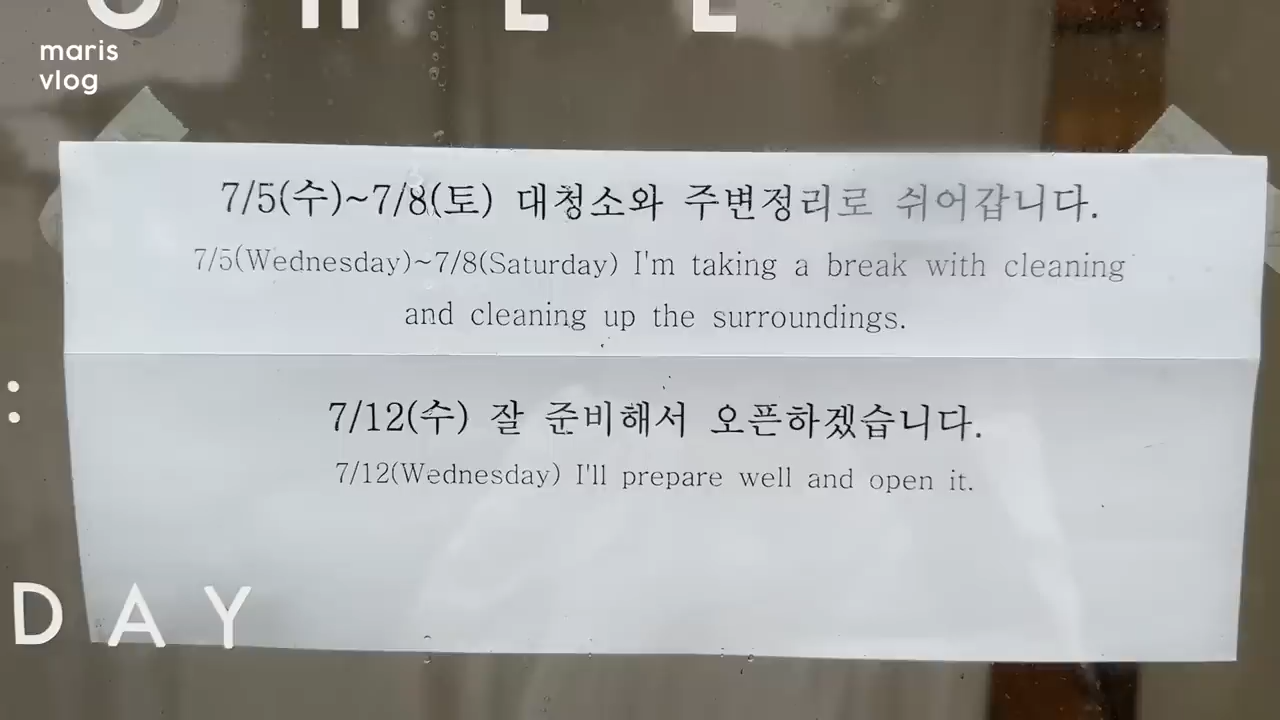 maris
vlog
7/5(수)~7/8(토) 대청소와 주변정리로 쉬어갑니다.
7/5(Wednesday)~7/8(Saturday) I'm taking a break with cleaning
and cleaning up the surroundings.
:
7/12(수) 잘 준비해서 오픈하겠습니다.
7/12(Wednesday) I'll prepare well and open it.
DAY